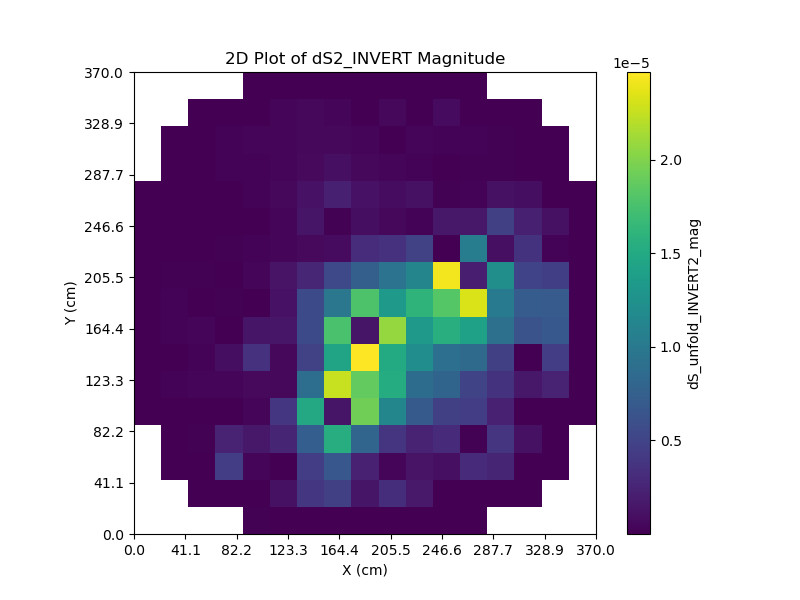 2D Plot of dS2_INVERT Magnitude
1e−5
370.0
328.9
287.7
246.6
205.5
164.4
123.3
82.2
41.1
0.0
Y (cm)
0.0 41.1 82.2 123.3 164.4 205.5 246.6 287.7 328.9 370.0
X (cm)
2.0
1.5
1.0
0.5
dS_unfold_INVERT2_mag